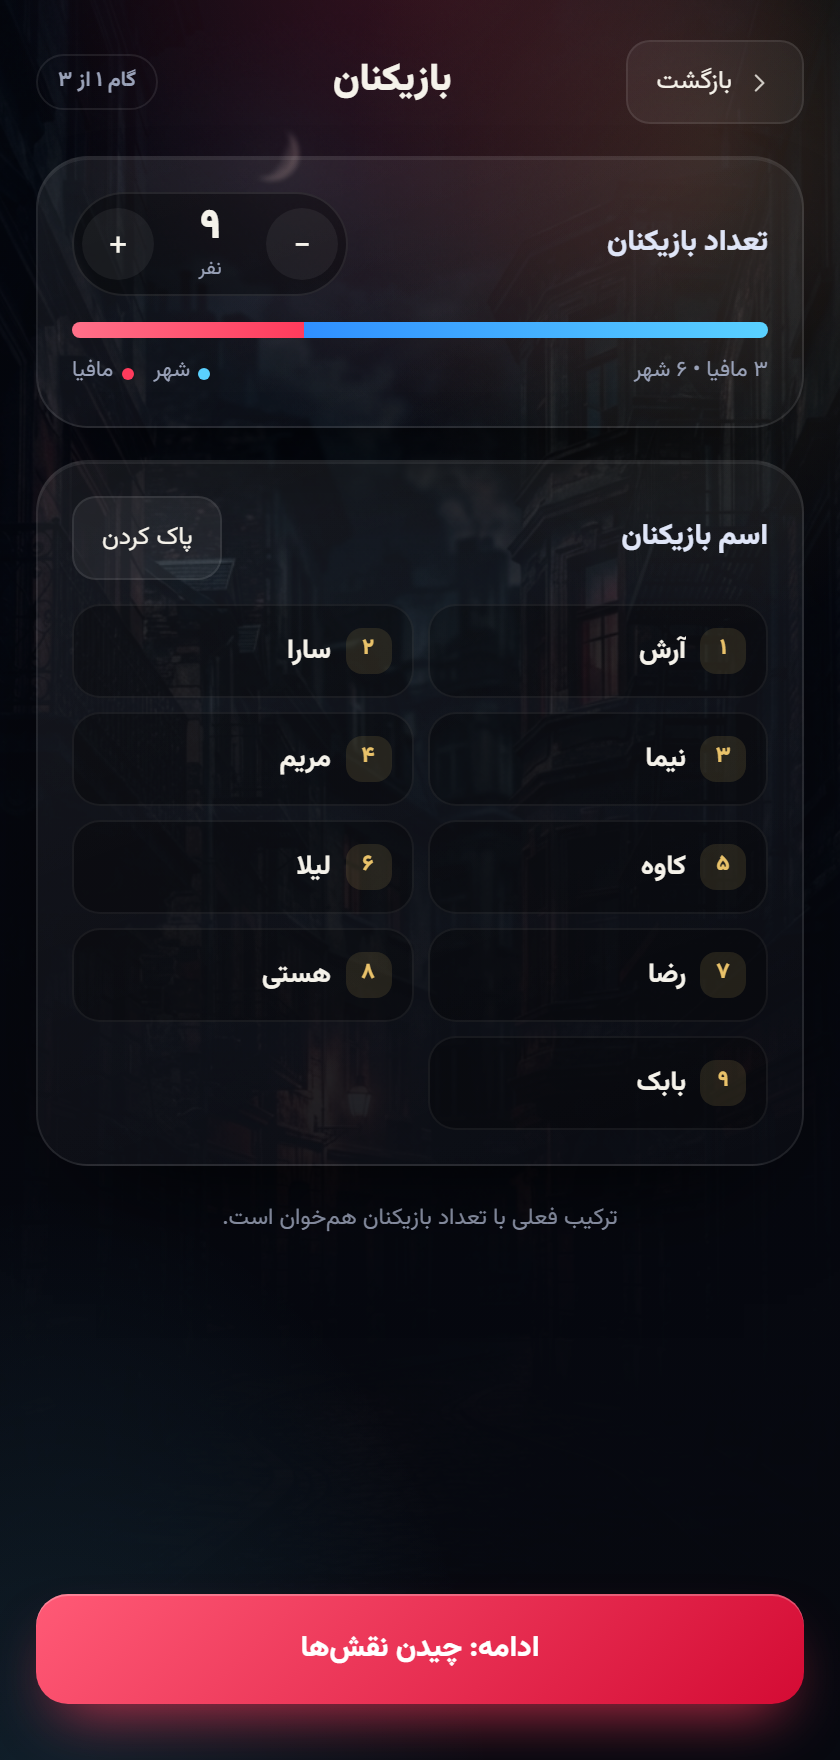 بازگشت
بازیکنان
گام ۱ از ۳
تعداد بازیکنان
−
۹
+
نفر
۳ مافیا • ۶ شهر
شهر
مافیا
اسم بازیکنان
پاک کردن
۱ آرش
۲ سارا
۳ نیما
۴ مریم
۵ کاوه
۶ لیلا
۷ رضا
۸ هستی
۹ بابک
ترکیب فعلی با تعداد بازیکنان هم‌خوان است.
ادامه: چیدن نقش‌ها